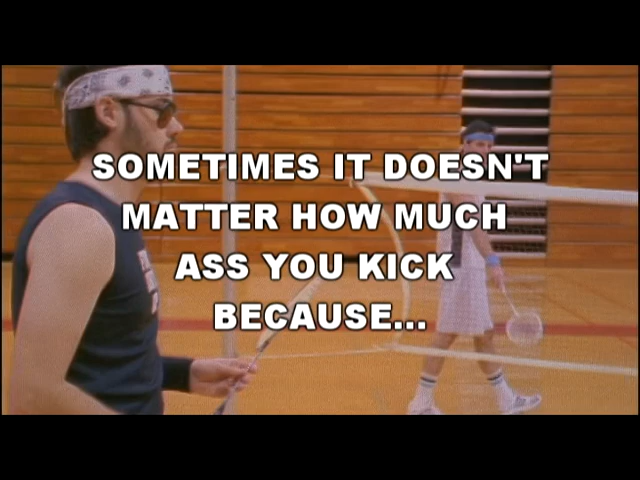 SOMETIMES IT DOESN'T
MATTER HOW MUCH
ASS YOU KICK
BECAUSE...